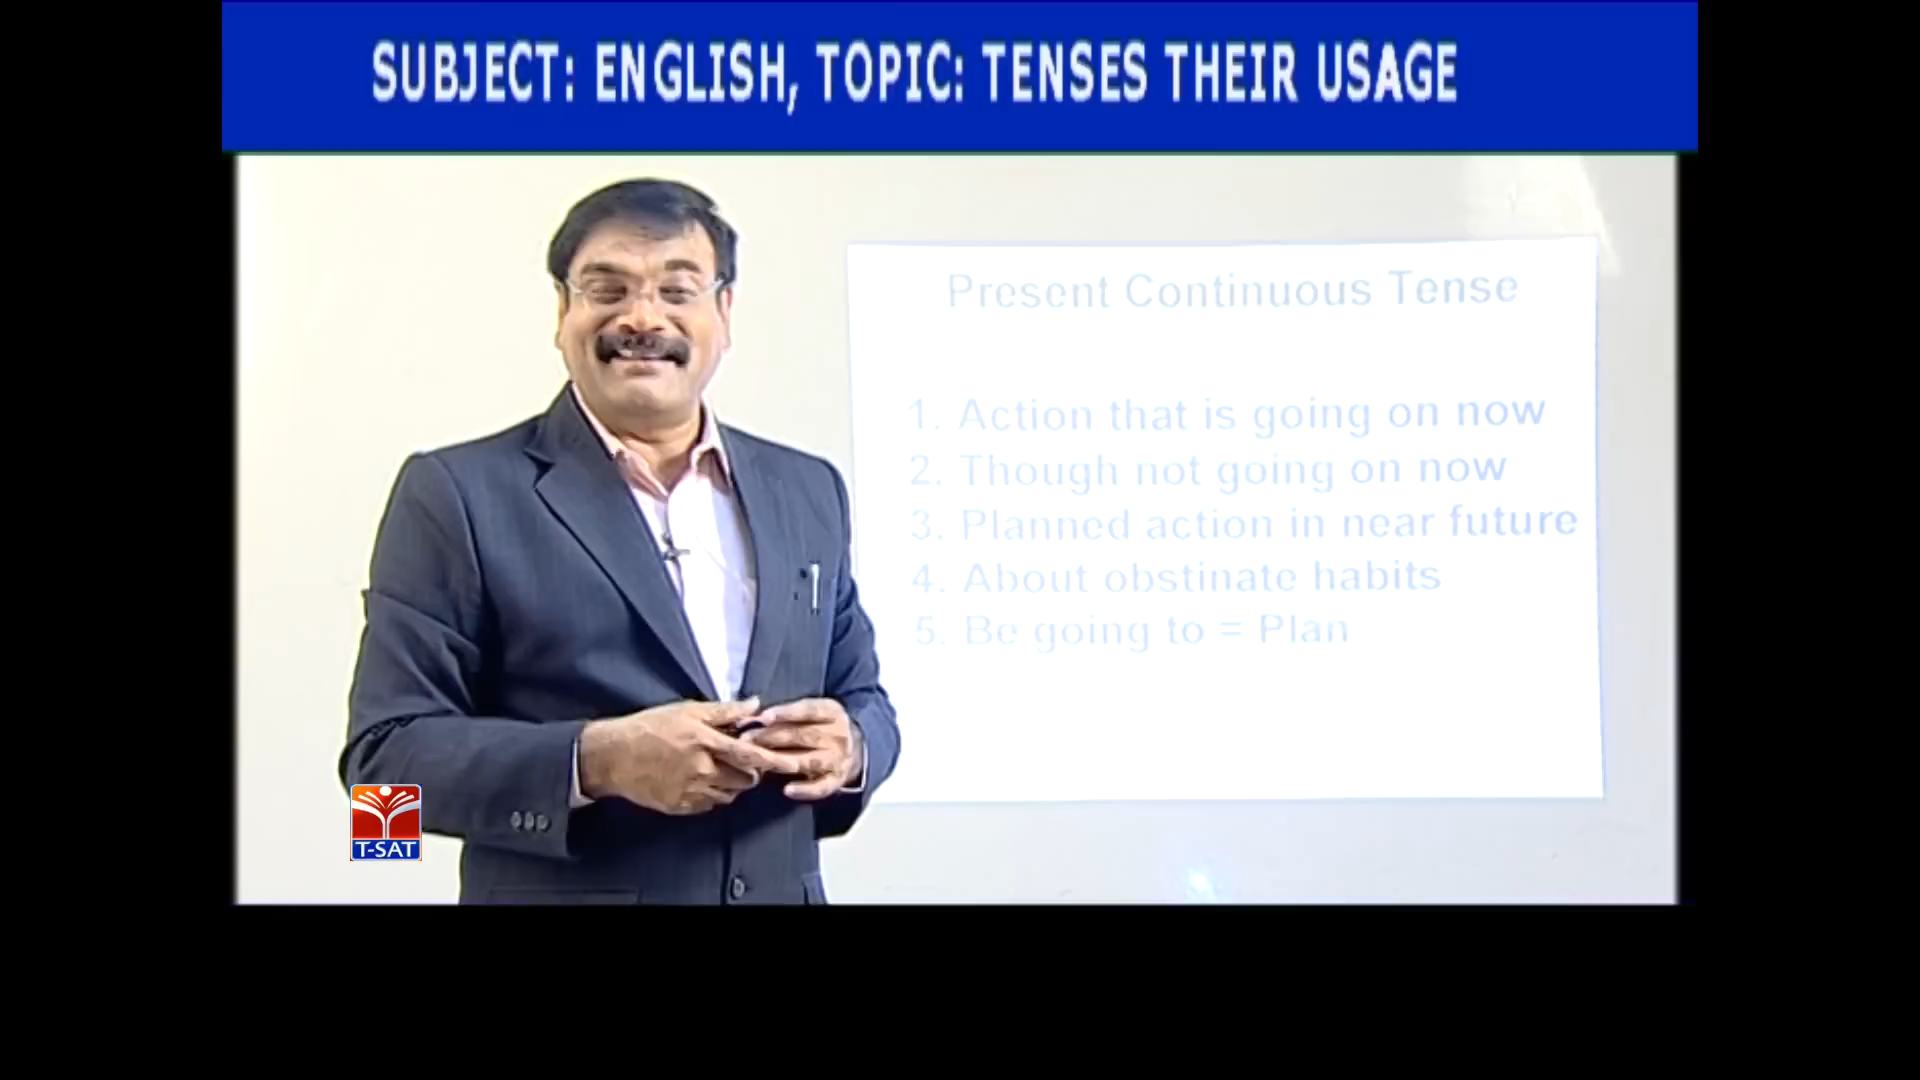 SUBJECT: ENGLISH, TOPIC: TENSES THEIR USAGE
Present Continuous Tense
1. Action that is going on now
2. Though not going on now
3. Planned action in near future
4. About obstinate habits
5. Be going to = Plan
T-SAT